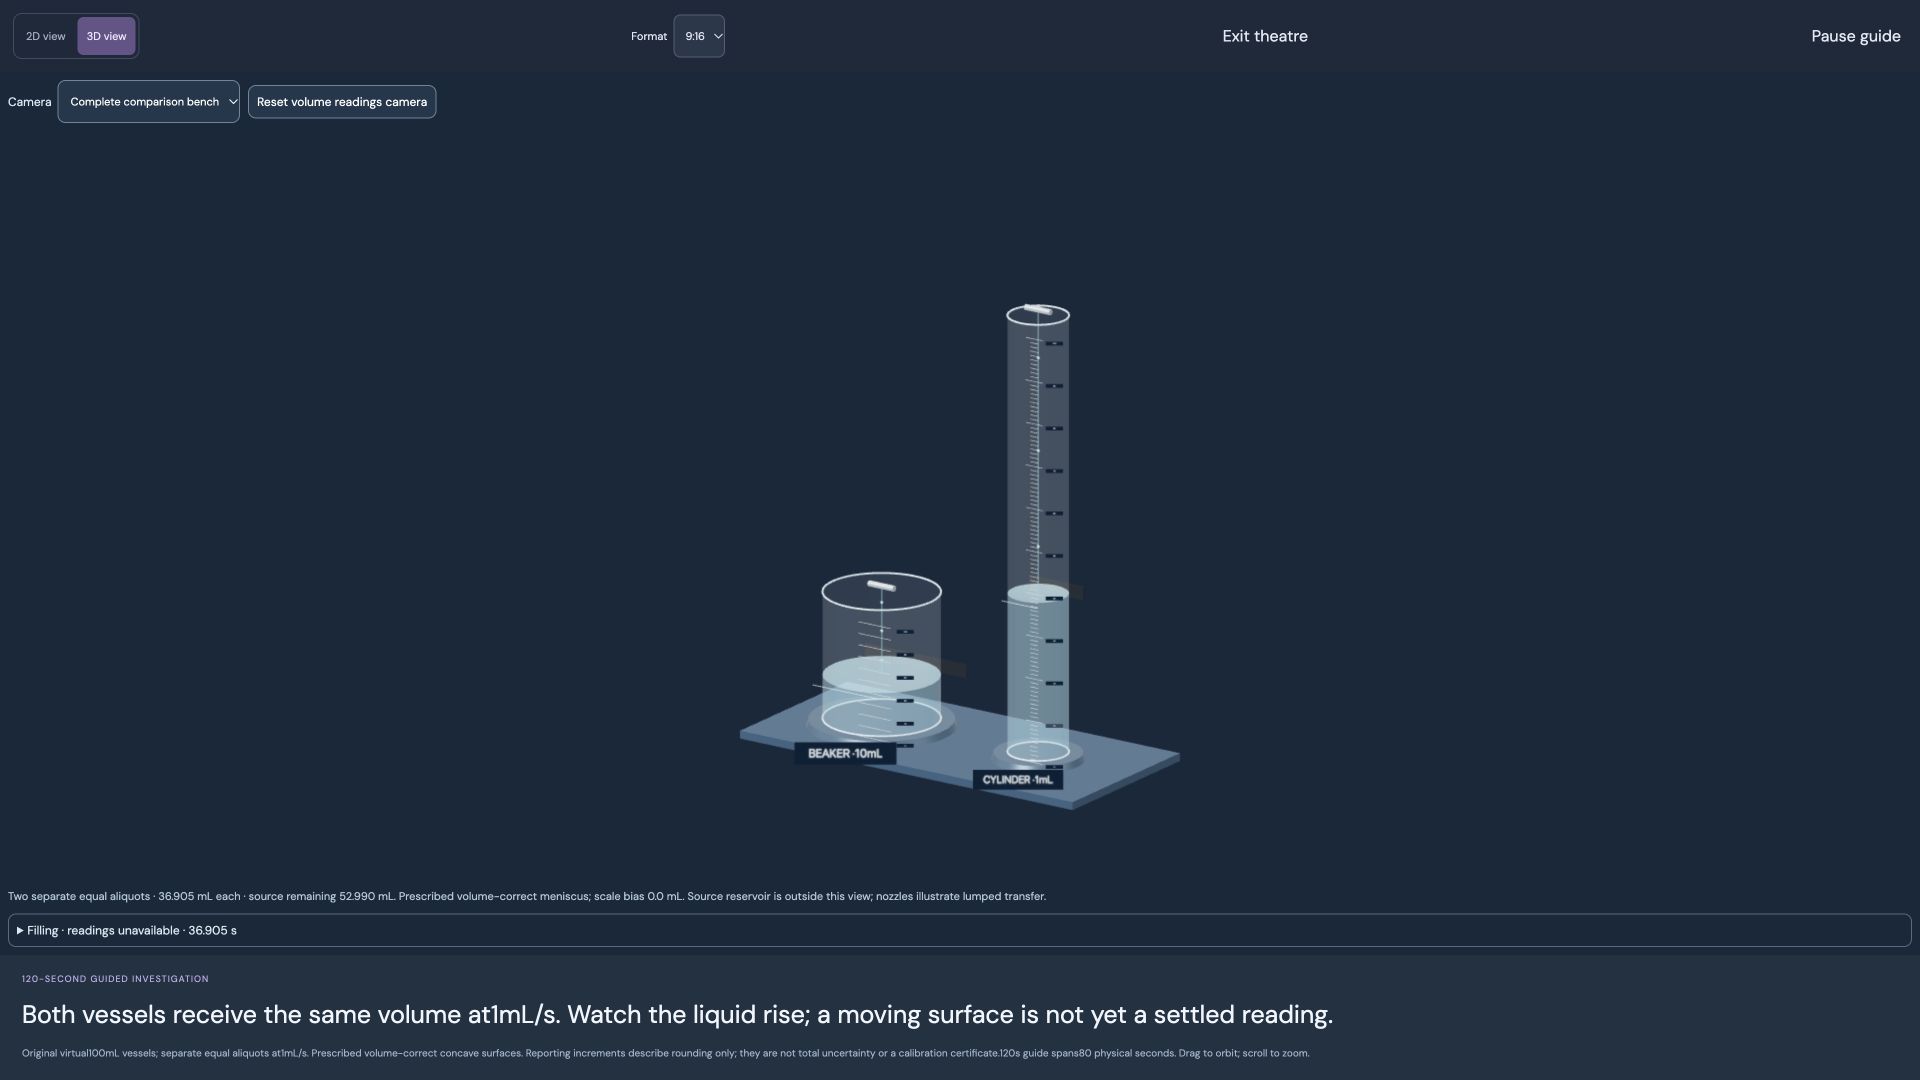 2D view
3D view
Format
9:16
Exit theatre
Pause guide
Camera
Complete comparison bench
Reset volume readings camera
BEAKER ·10mL
CYLINDER ·1mL
Two separate equal aliquots · 36.905 mL each · source remaining 52.990 mL. Prescribed volume-correct meniscus; scale bias 0.0 mL. Source reservoir is outside this view; nozzles illustrate lumped transfer.
Filling · readings unavailable · 36.905 s
120-SECOND GUIDED INVESTIGATION
Both vessels receive the same volume at1mL/s. Watch the liquid rise; a moving surface is not yet a settled reading.
Original virtual100mL vessels; separate equal aliquots at1mL/s. Prescribed volume-correct concave surfaces. Reporting increments describe rounding only; they are not total uncertainty or a calibration certificate.120s guide spans80 physical seconds. Drag to orbit; scroll to zoom.